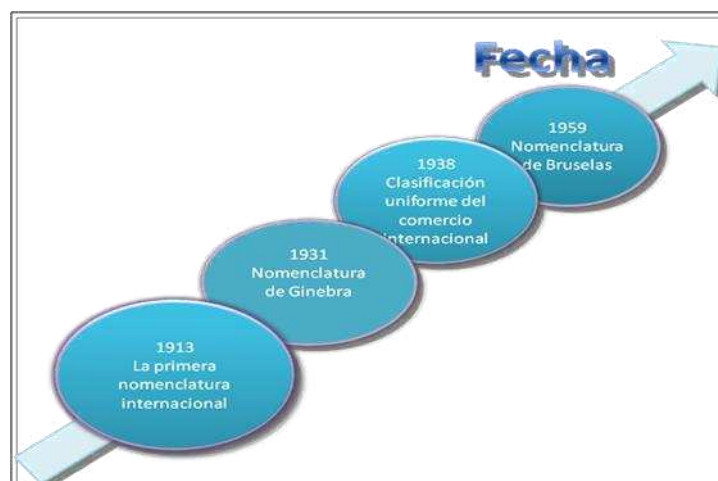 Fecha
1959
Nomenclatura
de Bruselas
1938
Clasificación
uniforme del
comercio
internacional
1931
Nomenclatura
de Ginebra
1913
La primera
nomenclatura
internacional